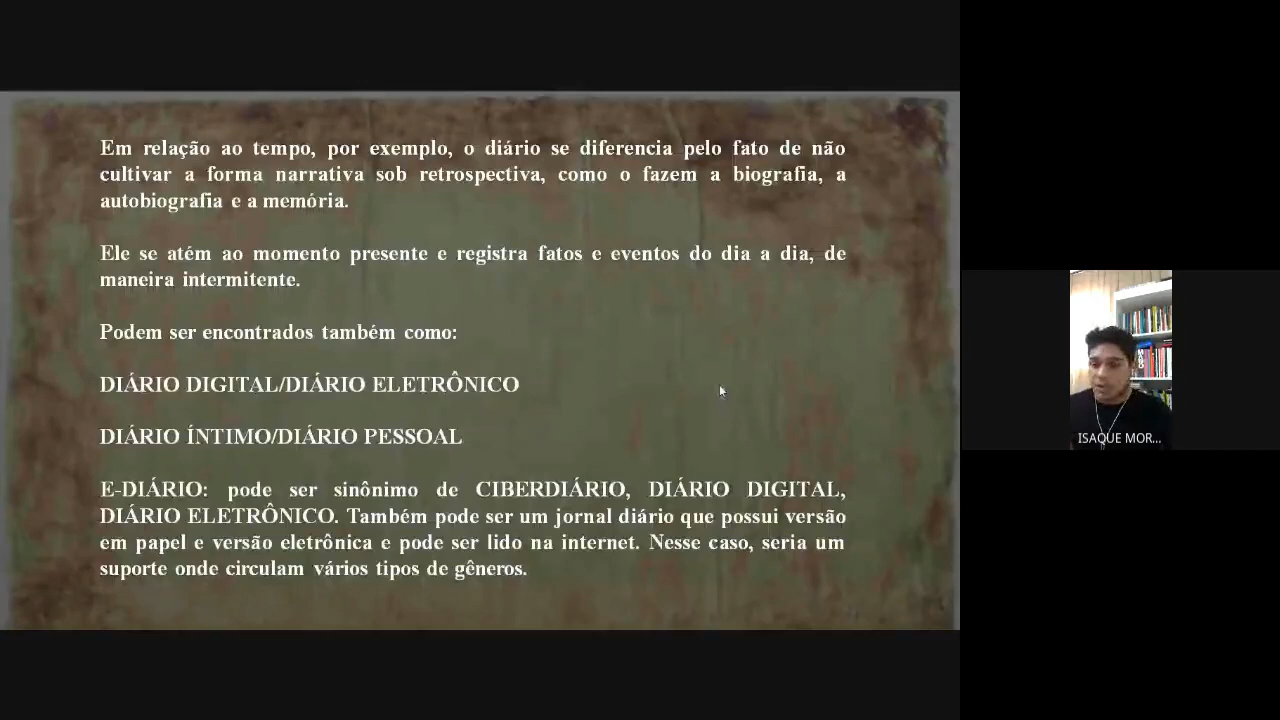 Em relação ao tempo, por exemplo, o diário se diferencia pelo fato de não
cultivar a forma narrativa sob retrospectiva, como o fazem a biografia, a
autobiografia e a memória.
Ele se atém ao momento presente e registra fatos e eventos do dia a dia, de
maneira intermitente.
Podem ser encontrados também como:
DIÁRIO DIGITAL/DIÁRIO ELETRÔNICO
DIÁRIO ÍNTIMO/DIÁRIO PESSOAL
E-DIÁRIO: pode ser sinônimo de CIBERDIÁRIO, DIÁRIO DIGITAL,
DIÁRIO ELETRÔNICO. Também pode ser um jornal diário que possui versão
em papel e versão eletrônica e pode ser lido na internet. Nesse caso, seria um
suporte onde circulam vários tipos de gêneros.
ISAQUE MOR...